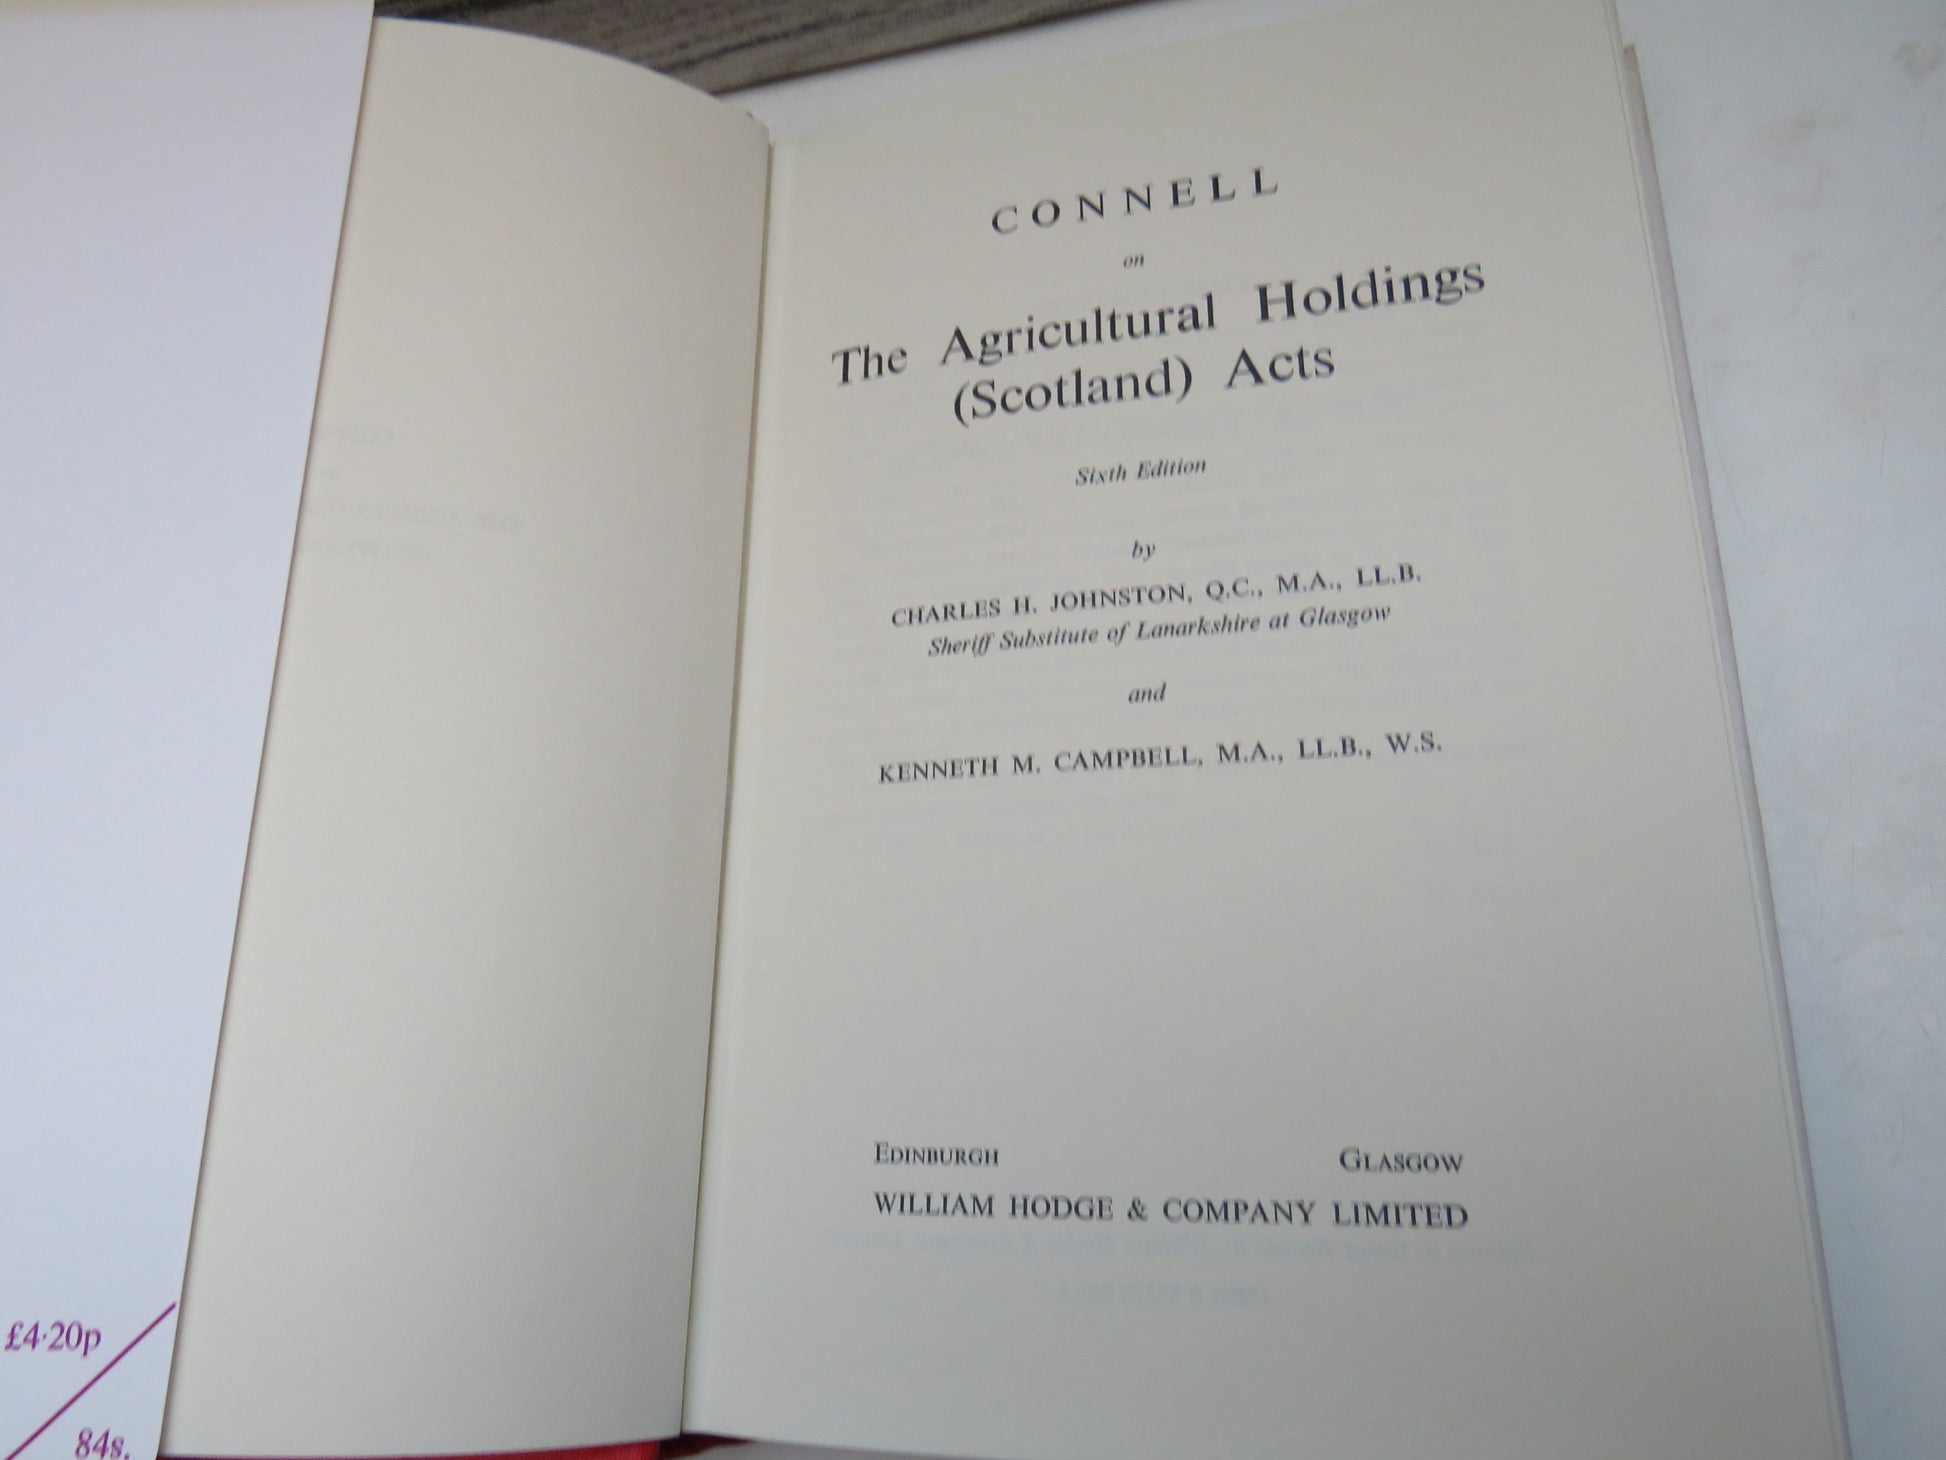 £4·20p
84s.
CONNELL
on
The Agricultural Holdings
(Scotland) Acts
Sixth Edition
by
CHARLES H. JOHNSTON, Q.C., M.A., LL.B.
Sheriff Substitute of Lanarkshire at Glasgow
and
KENNETH M. CAMPBELL, M.A., LL.B., W.S.
EDINBURGH GLASGOW
WILLIAM HODGE & COMPANY LIMITED